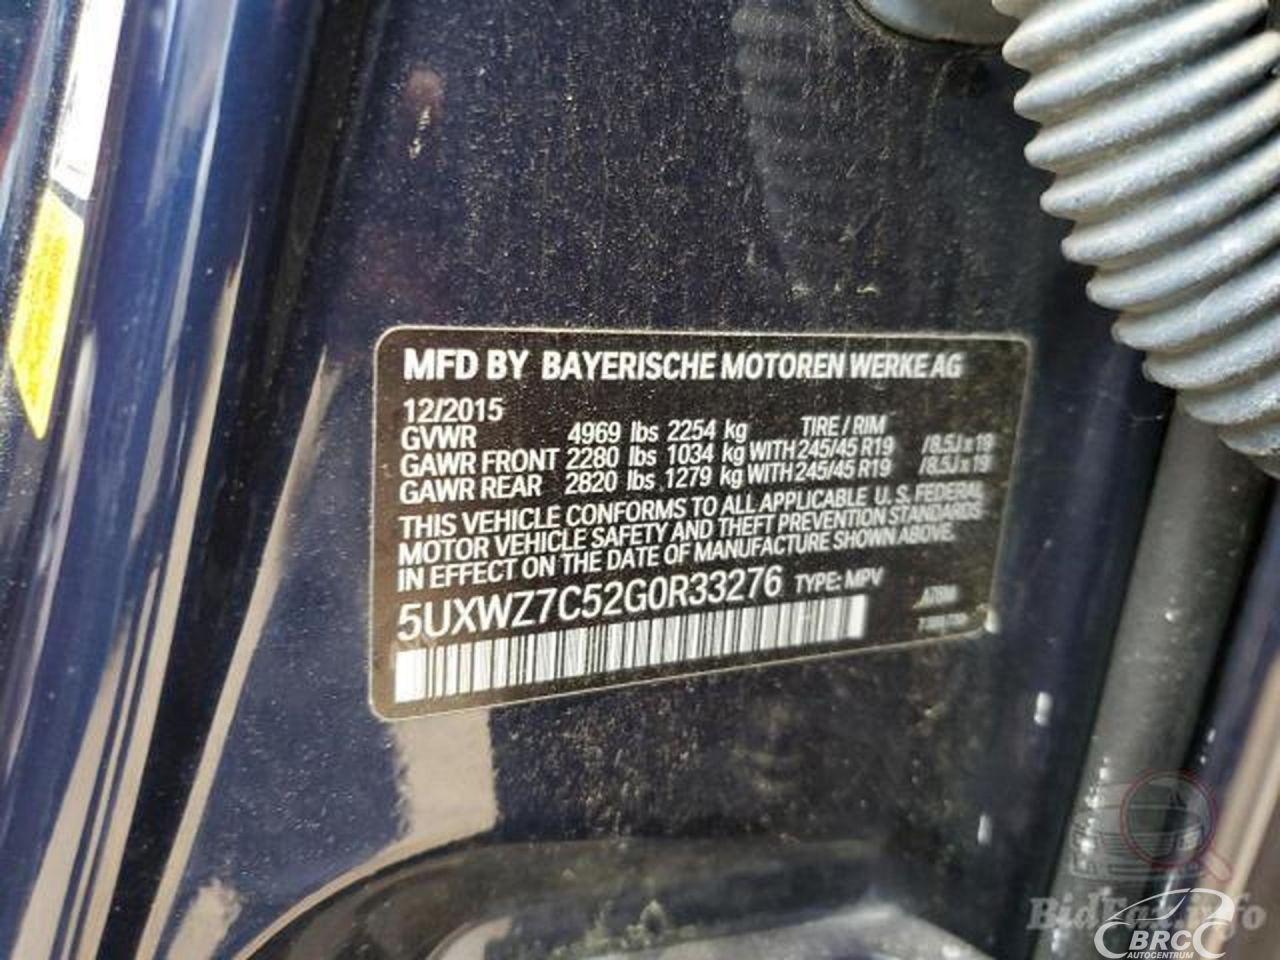 MFD BY BAYERISCHE MOTOREN WERKE AG
12/2015 TIRE / RIM
GVWR 4969 lbs 2254 kg
GAWR FRONT 2280 lbs 1034 kg WITH 245/45 R19 /8.5J x 19
GAWR REAR 2820 lbs 1279 kg WITH 245/45 R19 /8.5J x 19
THIS VEHICLE CONFORMS TO ALL APPLICABLE U. S. FEDERAL
MOTOR VEHICLE SAFETY AND THEFT PREVENTION STANDARDS
IN EFFECT ON THE DATE OF MANUFACTURE SHOWN ABOVE.
5UXWZ7C52G0R33276 TYPE: MPV
BidFax.info
BRC
AUTOCENTRUM